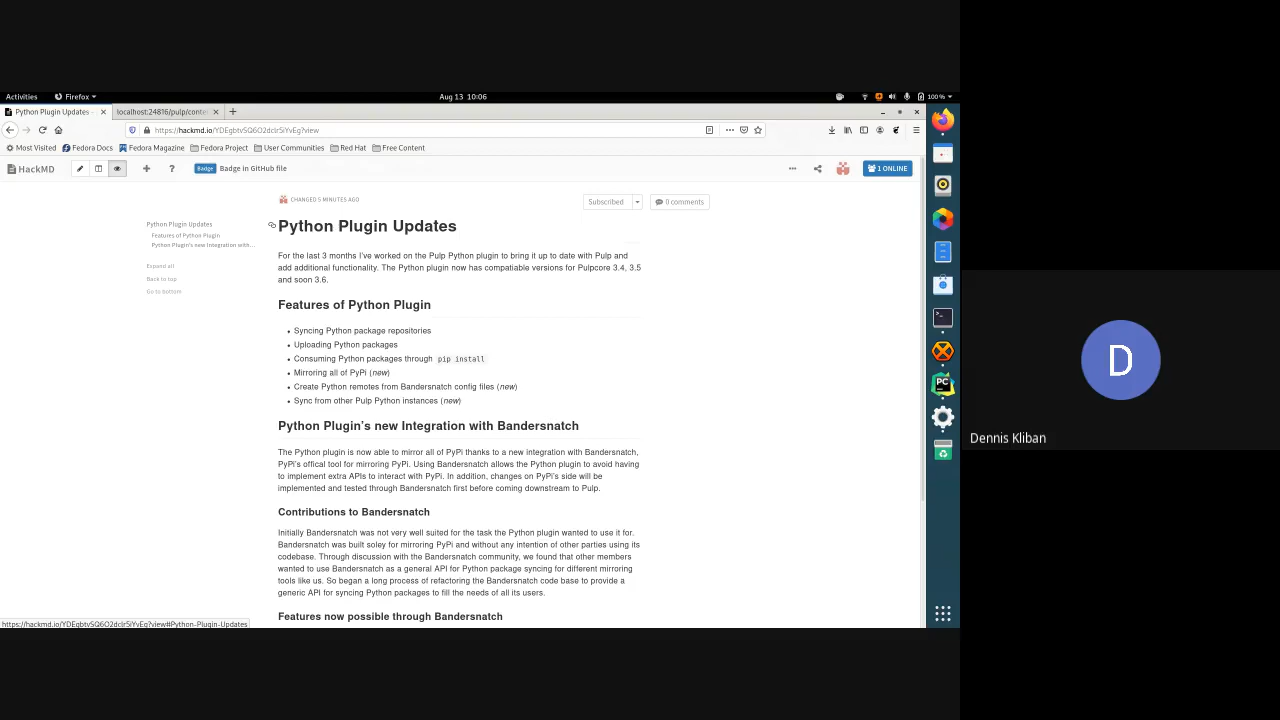 Activities Firefox Aug 13 10:06 100 %
Python Plugin Updates - localhost:24816/pulp/conte
https://hackmd.io/YDEgbtvSQ6O2dclr5iYvEg?view
Most Visited Fedora Docs Fedora Magazine Fedora Project User Communities Red Hat Free Content
HackMD Badge Badge in GitHub file 1 ONLINE
CHANGED 5 MINUTES AGO Subscribed 0 comments
Python Plugin Updates
Features of Python Plugin
Python Plugin's new Integration with...
Expand all
Back to top
Go to bottom
Python Plugin Updates
For the last 3 months I've worked on the Pulp Python plugin to bring it up to date with Pulp and
add additional functionality. The Python plugin now has compatiable versions for Pulpcore 3.4, 3.5
and soon 3.6.
Features of Python Plugin
• Syncing Python package repositories
• Uploading Python packages
• Consuming Python packages through pip install
• Mirroring all of PyPi (new)
• Create Python remotes from Bandersnatch config files (new)
• Sync from other Pulp Python instances (new)
Python Plugin's new Integration with Bandersnatch
The Python plugin is now able to mirror all of PyPi thanks to a new integration with Bandersnatch,
PyPi's offical tool for mirroring PyPi. Using Bandersnatch allows the Python plugin to avoid having
to implement extra APIs to interact with PyPi. In addition, changes on PyPi's side will be
implemented and tested through Bandersnatch first before coming downstream to Pulp.
Contributions to Bandersnatch
Initially Bandersnatch was not very well suited for the task the Python plugin wanted to use it for.
Bandersnatch was built soley for mirroring PyPi and without any intention of other parties using its
codebase. Through discussion with the Bandersnatch community, we found that other members
wanted to use Bandersnatch as a general API for Python package syncing for different mirroring
tools like us. So began a long process of refactoring the Bandersnatch code base to provide a
generic API for syncing Python packages to fill the needs of all its users.
Features now possible through Bandersnatch
https://hackmd.io/YDEgbtvSQ6O2dclr5iYvEg?view#Python-Plugin-Updates
PC
D
Dennis Kliban